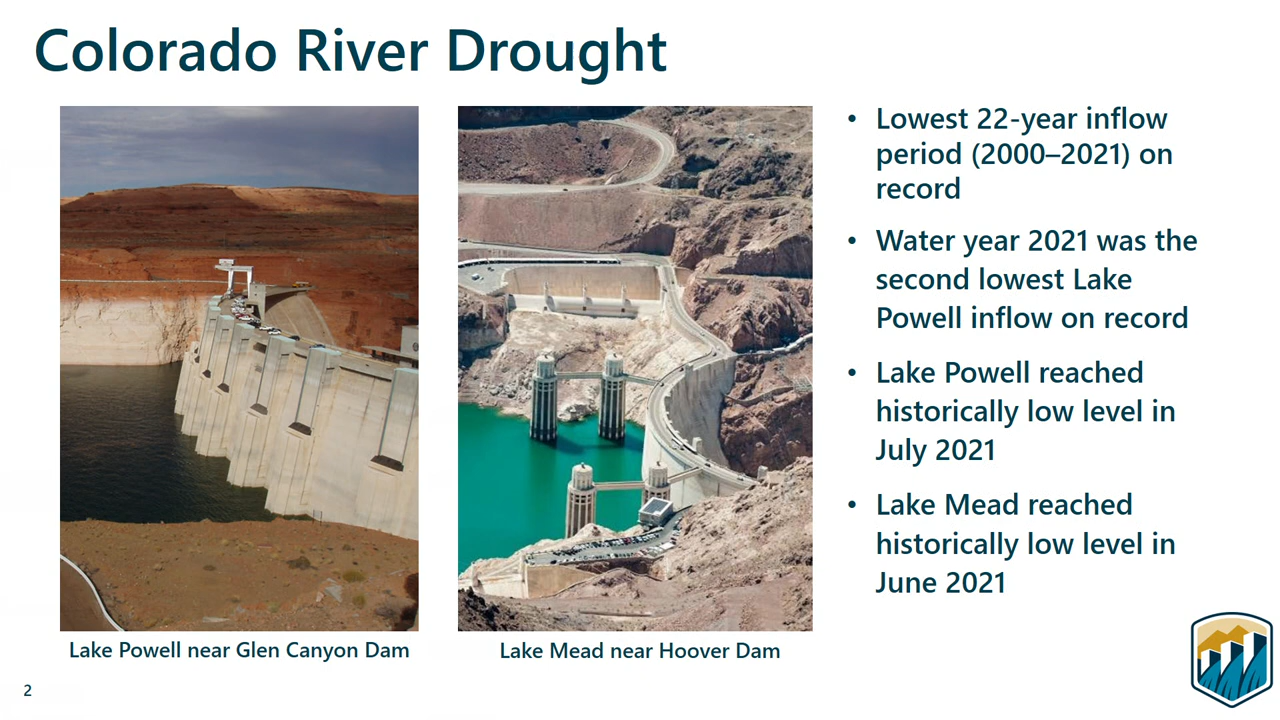 Colorado River Drought
• Lowest 22-year inflow
period (2000–2021) on
record
• Water year 2021 was the
second lowest Lake
Powell inflow on record
• Lake Powell reached
historically low level in
July 2021
• Lake Mead reached
historically low level in
June 2021
Lake Powell near Glen Canyon Dam
Lake Mead near Hoover Dam
2